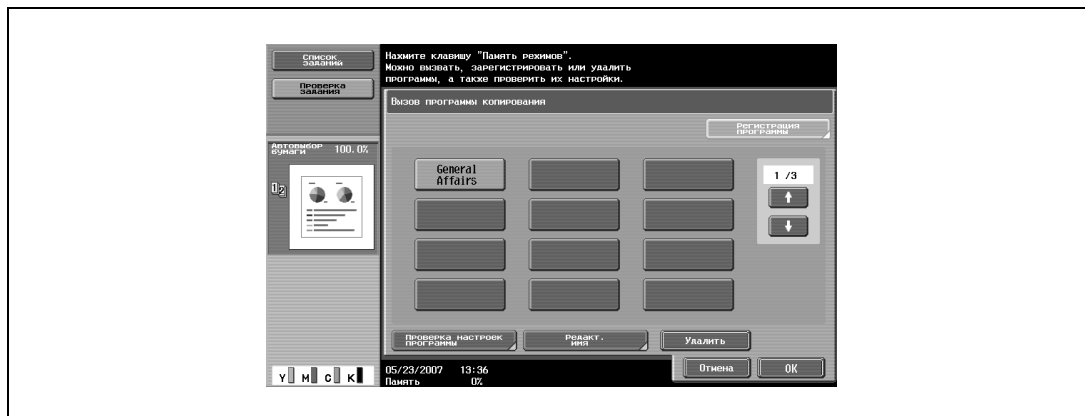 Список
заданий
Проверка
задания
Нажмите клавишу "Память режимов".
Можно вызвать, зарегистрировать или удалить
программы, а также проверить их настройки.
Вызов программы копирования
Регистрация
программы
Автовыбор
бумаги 100.0%
General
Affairs
1 /3
Проверка настроек
программы
Редакт.
имя
Удалить
Y M C K
05/23/2007 13:36
Память 0%
Отмена
OK